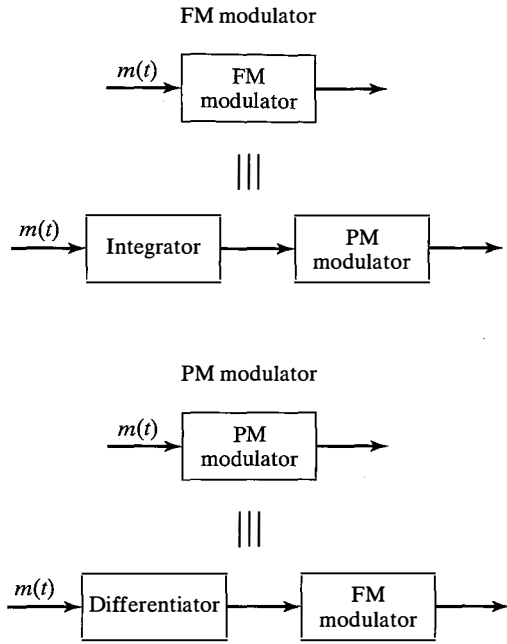 FM modulator
m(t)
FM
modulator
m(t)
Integrator
PM
modulator
PM modulator
m(t)
PM
modulator
m(t)
Differentiator
FM
modulator